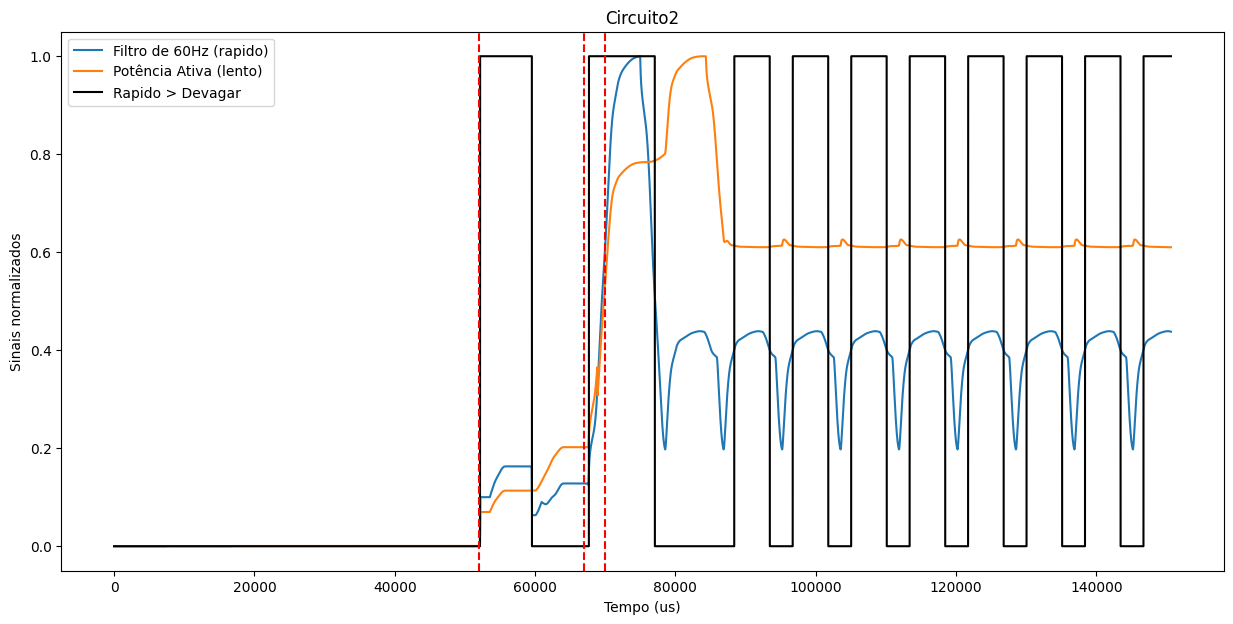 Circuito2
Filtro de 60Hz (rapido)
Potência Ativa (lento)
Rapido > Devagar
Sinais normalizados
1.0
0.8
0.6
0.4
0.2
0.0
0 20000 40000 60000 80000 100000 120000 140000
Tempo (us)